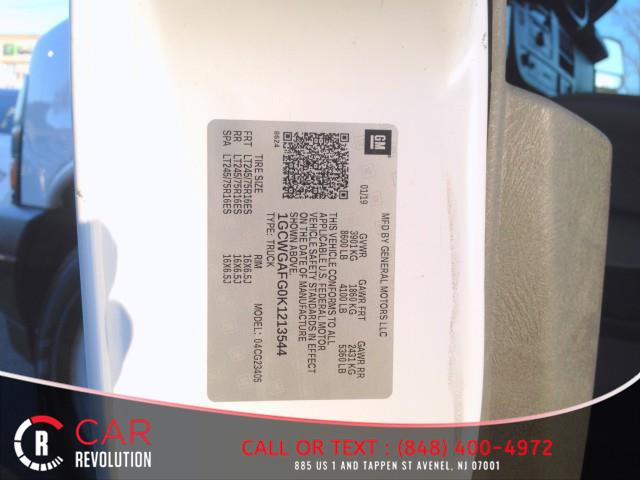 GM
MFD BY GENERAL MOTORS LLC
01/19
GVWR
3901 KG
8600 LB
GAWR FRT
1860 KG
4100 LB
GAWR RR
2431 KG
5360 LB
THIS VEHICLE CONFORMS TO ALL
APPLICABLE U.S. FEDERAL MOTOR
VEHICLE SAFETY STANDARDS IN EFFECT
ON THE DATE OF MANUFACTURE
SHOWN ABOVE.
1GCWGAFG0K1213544
TYPE: TRUCK
MODEL: 04CG23405
8624
TIRE SIZE
RIM
FRT LT245/75R16ES 16X6.5J
RR LT245/75R16ES 16X6.5J
SPA LT245/75R16ES 16X6.5J
R
CAR
REVOLUTION
CALL OR TEXT : (848) 400-4972
885 US 1 AND TAPPEN ST AVENEL, NJ 07001